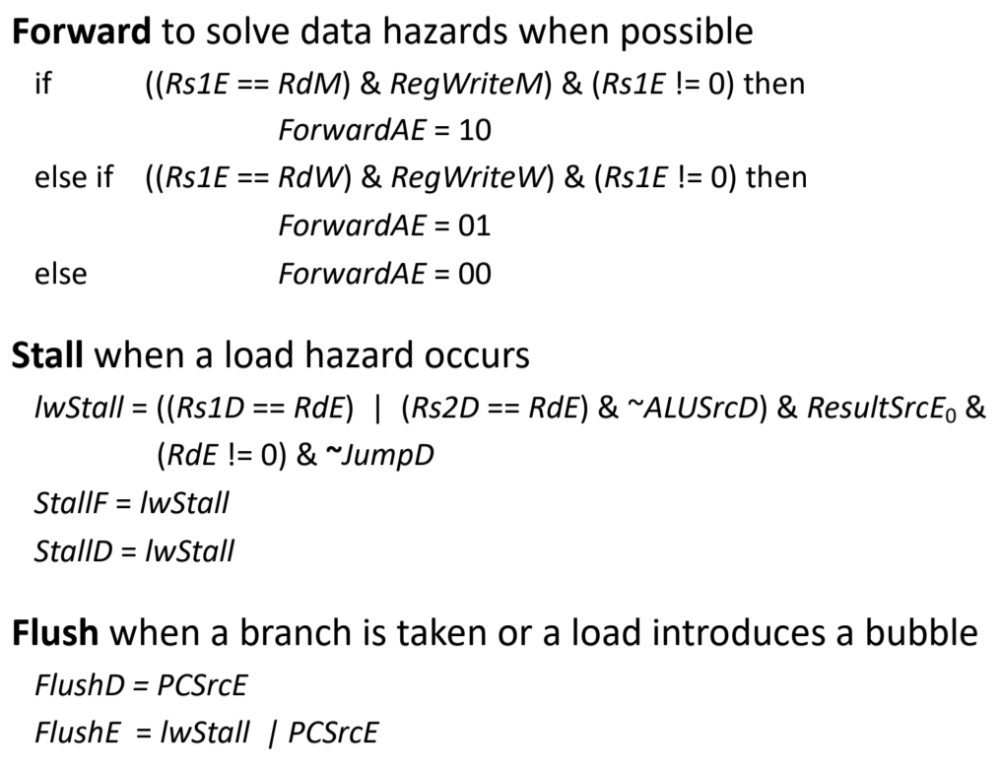 Forward to solve data hazards when possible
if ((Rs1E == RdM) & RegWriteM) & (Rs1E != 0) then
ForwardAE = 10
else if ((Rs1E == RdW) & RegWriteW) & (Rs1E != 0) then
ForwardAE = 01
else ForwardAE = 00
Stall when a load hazard occurs
lwStall = ((Rs1D == RdE) | (Rs2D == RdE) & ~ALUSrcD) & ResultSrcE₀ &
(RdE != 0) & ~JumpD
StallF = lwStall
StallD = lwStall
Flush when a branch is taken or a load introduces a bubble
FlushD = PCSrcE
FlushE = lwStall | PCSrcE